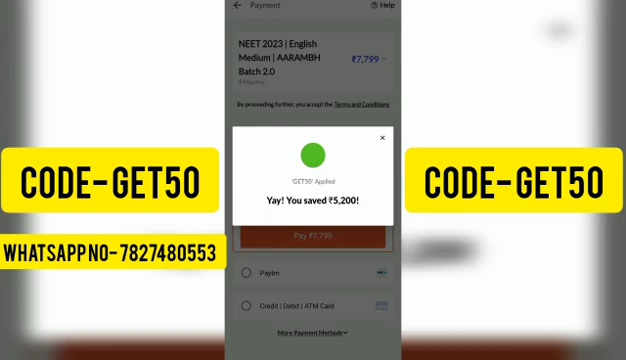 Payment
Help
NEET 2023 | English
Medium | AARAMBH
Batch 2.0
₹7,799
9 Months
By proceeding further, you accept the Terms and Conditions
'GET50' Applied
Yay! You saved ₹5,200!
Pay ₹7,799
Paytm
Credit | Debit | ATM Card
More Payment Methods
CODE-GET50
CODE-GET50
WHATSAPP NO- 7827480553